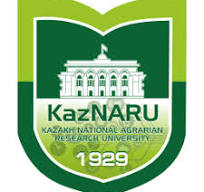 KazNARU
KAZAKH NATIONAL AGRARIAN
RESEARCH UNIVERSITY
1929